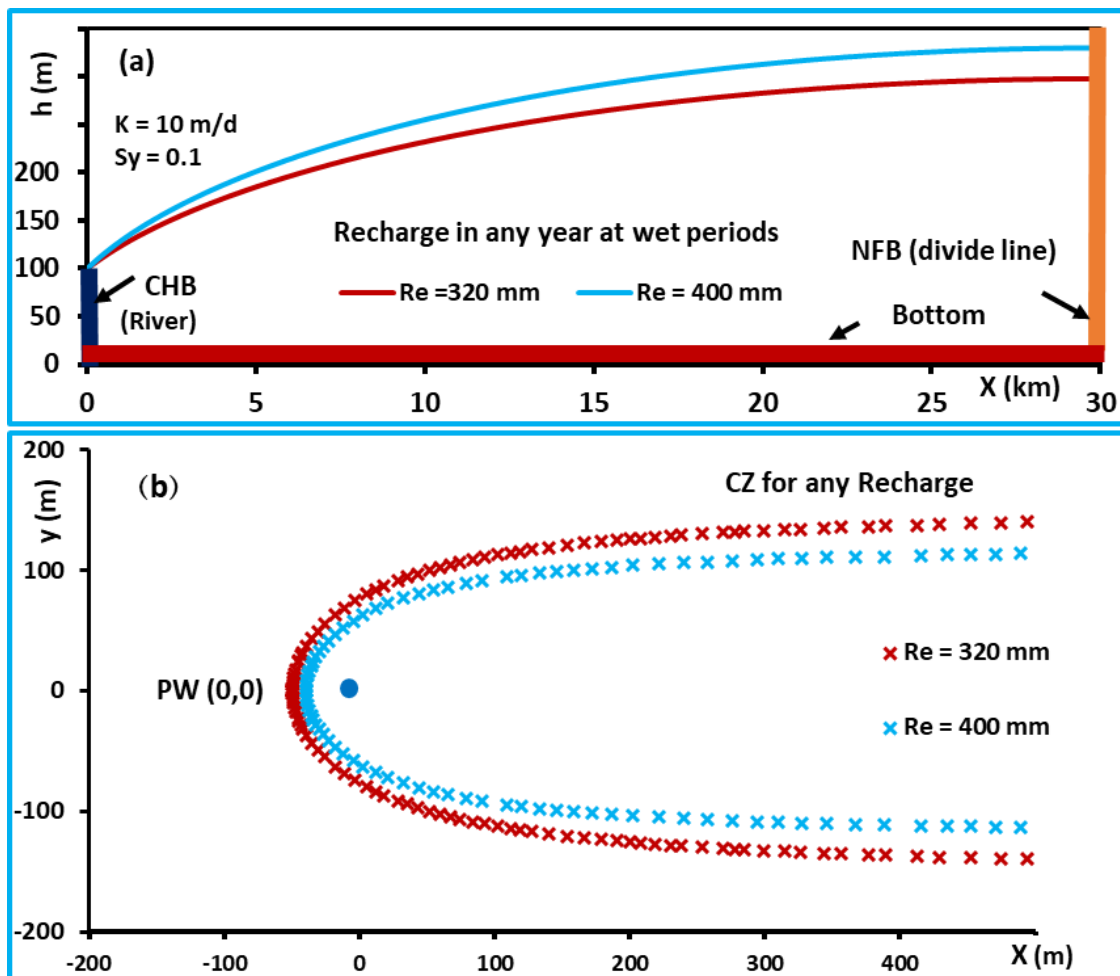 (a)
h (m)
K = 10 m/d
Sy = 0.1
200
150
100
50
0
Recharge in any year at wet periods
Re =320 mm
Re = 400 mm
CHB
(River)
NFB (divide line)
Bottom
X (km)
0 5 10 15 20 25 30
(b)
y (m)
200
100
0
-100
-200
CZ for any Recharge
PW (0,0)
Re = 320 mm
Re = 400 mm
-200 -100 0 100 200 300 400
X (m)